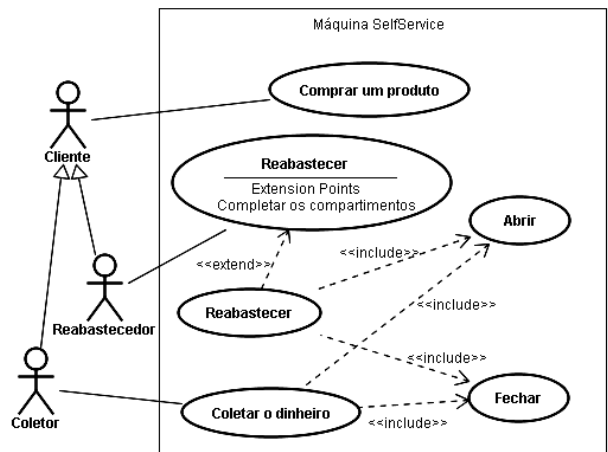 Máquina SelfService
Comprar um produto
Cliente
Reabastecer
Extension Points
Completar os compartimentos
Abrir
<<include>>
<<extend>>
Reabastecedor
Reabastecer
<<include>>
<<include>>
Coletor
Coletar o dinheiro
Fechar
<<include>>